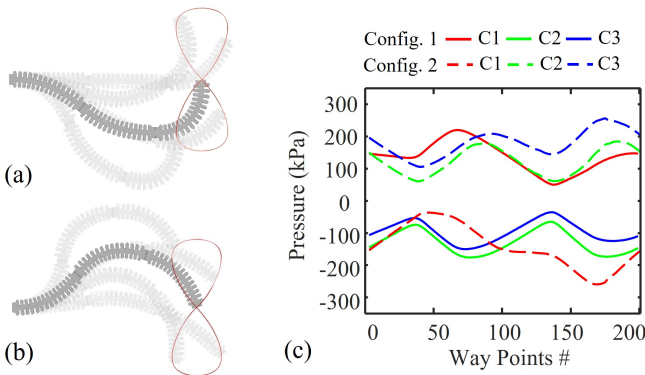 (a)
(b)
Config. 1 C1 C2 C3
Config. 2 C1 C2 C3
Pressure (kPa)
300
200
100
0
-100
-200
-300
0 50 100 150 200
Way Points #
(c)